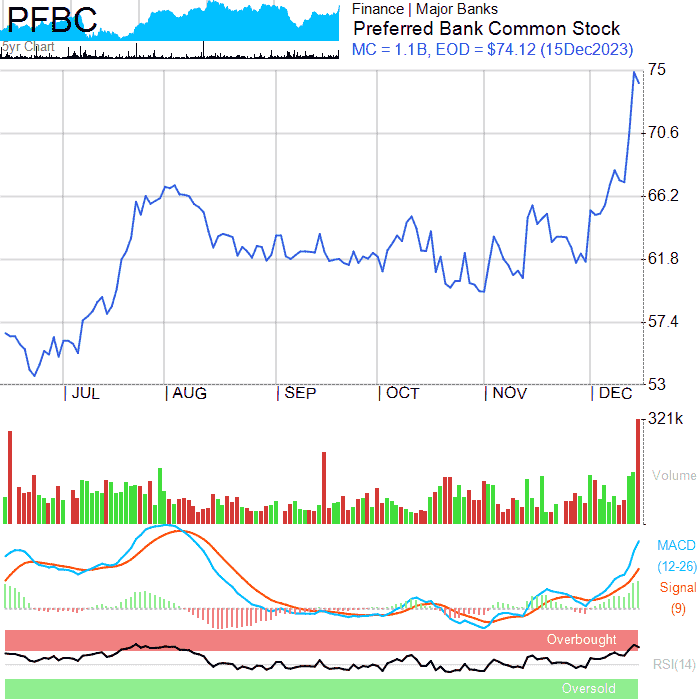 PFBC
5yr Chart
Finance | Major Banks
Preferred Bank Common Stock
MC = 1.1B, EOD = $74.12 (15Dec2023)
75
70.6
66.2
61.8
57.4
53
JUL
AUG
SEP
OCT
NOV
DEC
321k
Volume
MACD
(12-26)
Signal
(9)
Overbought
RSI(14)
Oversold